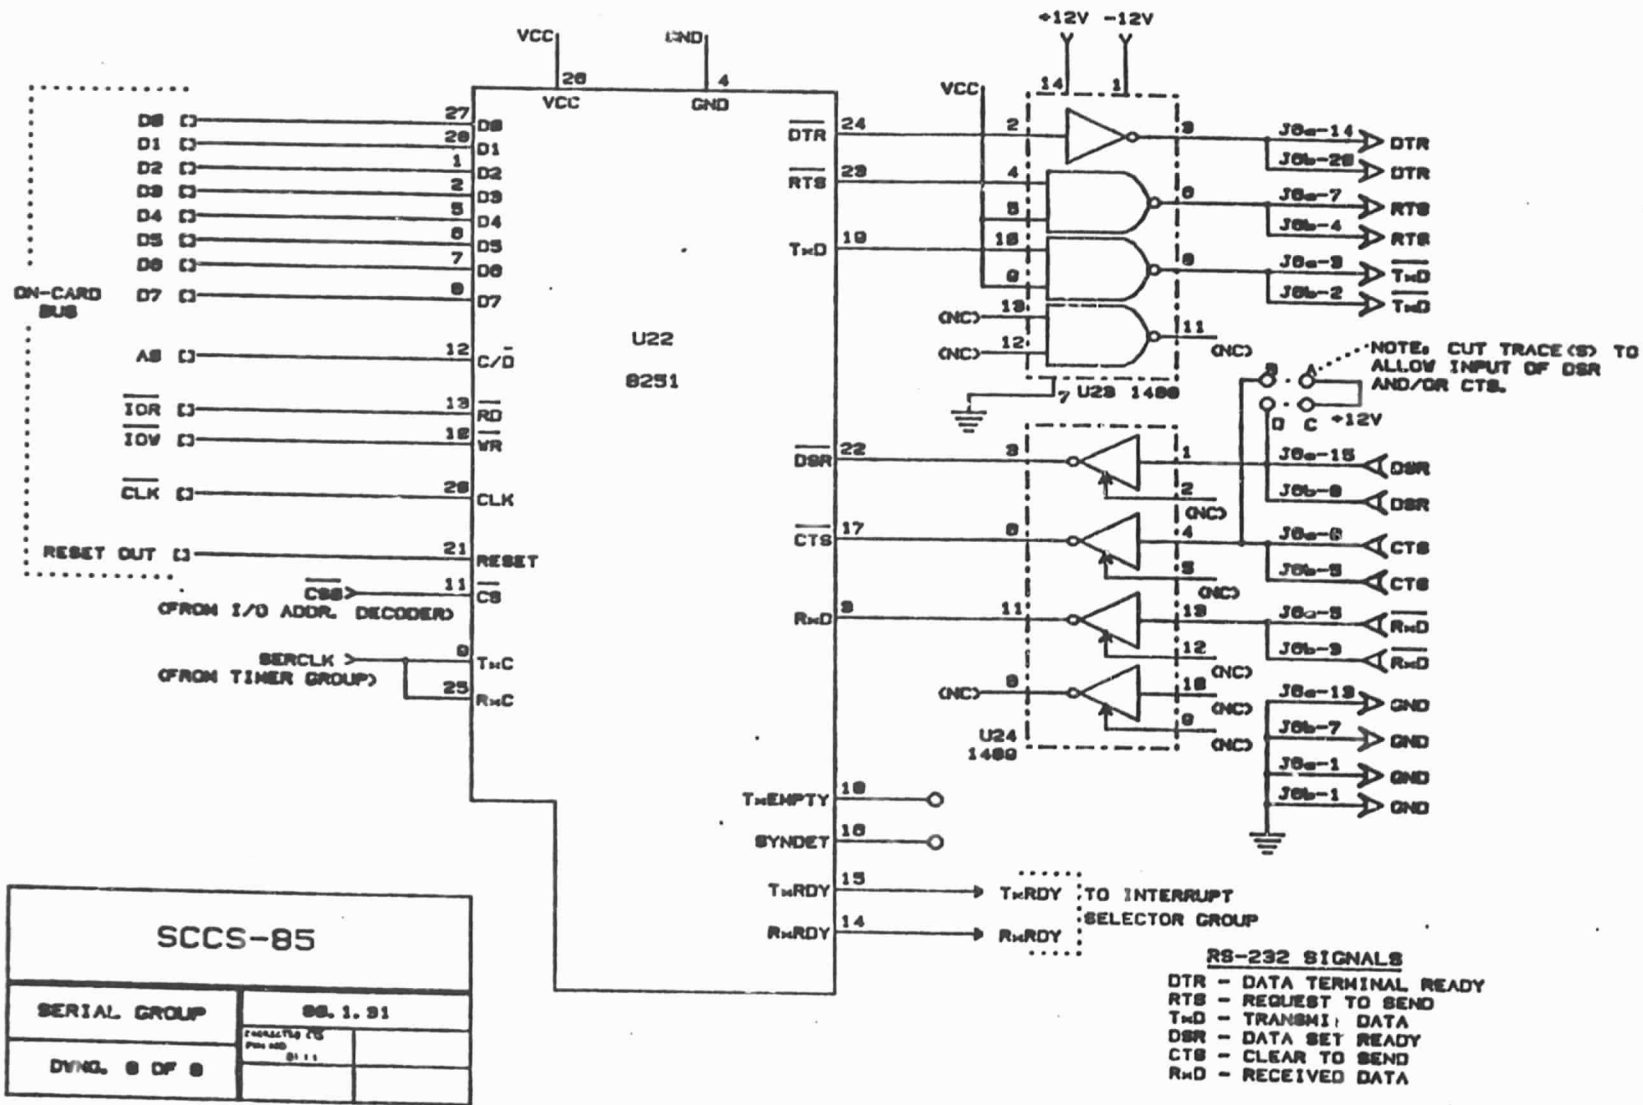 +12V -12V
VCC GND VCC
26 4 14 1
VCC GND
D0 27 D0
D1 28 D1
D2 1 D2
D3 2 D3
D4 5 D4
D5 6 D5
D6 7 D6
D7 8 D7
ON-CARD
BUS
A8 12 C/D
IOR 13 RD
IOW 10 WR
CLK 20 CLK
RESET OUT 21 RESET
11 CS
(FROM I/O ADDR. DECODER)
SERCLK 9 TxC
(FROM TIMER GROUP)
25 RxC
U22
8251
DTR 24 2 3 J6a-14 DTR
J6b-20 DTR
RTS 23 4 6 J6a-7 RTS
5 J6b-4 RTS
TxD 19 10 8 J6a-3 TxD
9 J6b-2 TxD
(NC) 13 11 (NC)
(NC) 12
7 U23 1488
B A
D C +12V
NOTE: CUT TRACE(S) TO
ALLOW INPUT OF DSR
AND/OR CTS.
DSR 22 3 1 J6a-15 DSR
2 (NC) J6b-6 DSR
CTS 17 6 4 CTS
5 (NC) J6b-5 CTS
RxD 3 11 13 J6a-5 RxD
12 (NC) J6b-3 RxD
(NC) 8 10 (NC)
9 (NC)
U24
1489
J6a-13 GND
J6b-7 GND
J6a-1 GND
J6b-1 GND
TxEMPTY 18
SYNDET 16
TxRDY 15 TxRDY
RxRDY 14 RxRDY
TO INTERRUPT
SELECTOR GROUP
RS-232 SIGNALS
DTR - DATA TERMINAL READY
RTS - REQUEST TO SEND
TxD - TRANSMIT DATA
DSR - DATA SET READY
CTS - CLEAR TO SEND
RxD - RECEIVED DATA
SCCS-85
SERIAL GROUP
DWNG. OF